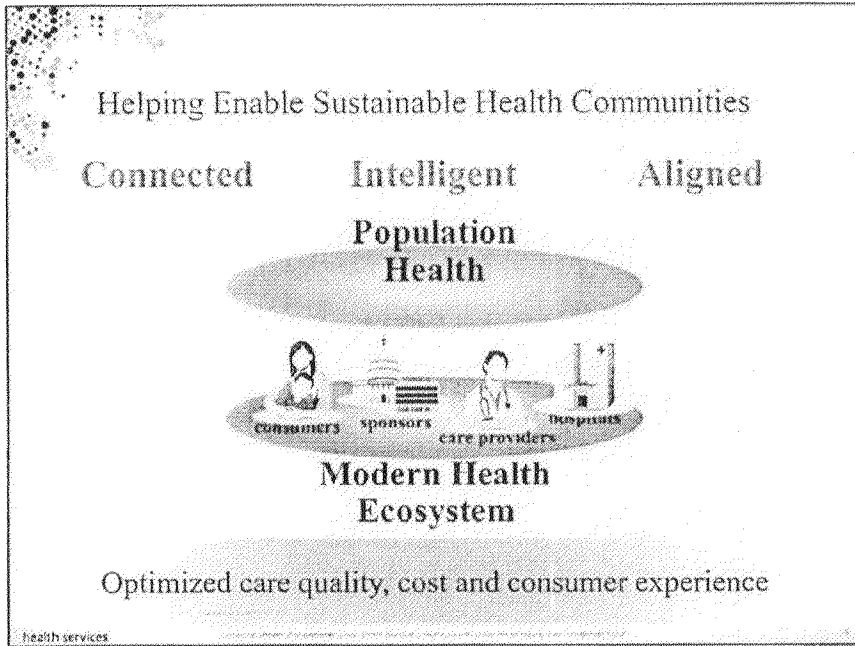 Helping Enable Sustainable Health Communities
Connected Intelligent Aligned
Population
Health
consumers sponsors care providers hospitals
Modern Health
Ecosystem
Optimized care quality, cost and consumer experience
health services